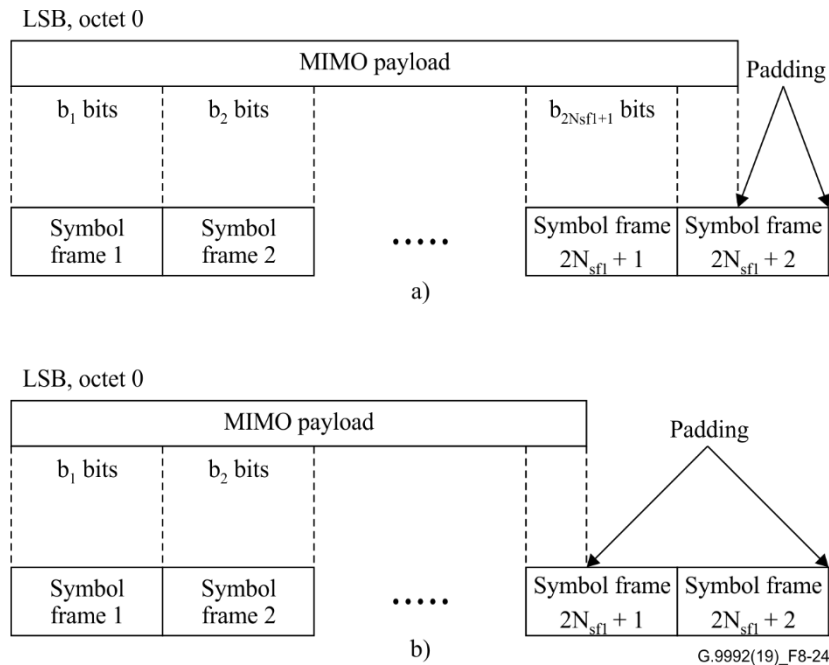 LSB, octet 0
MIMO payload
Padding
b₁ bits b₂ bits b₂Nsf1+1 bits
Symbol frame 1 Symbol frame 2 ..... Symbol frame 2Nsf1 + 1 Symbol frame 2Nsf1 + 2
a)
LSB, octet 0
MIMO payload
Padding
b₁ bits b₂ bits
Symbol frame 1 Symbol frame 2 ..... Symbol frame 2Nsf1 + 1 Symbol frame 2Nsf1 + 2
b)
G.9992(19)_F8-24